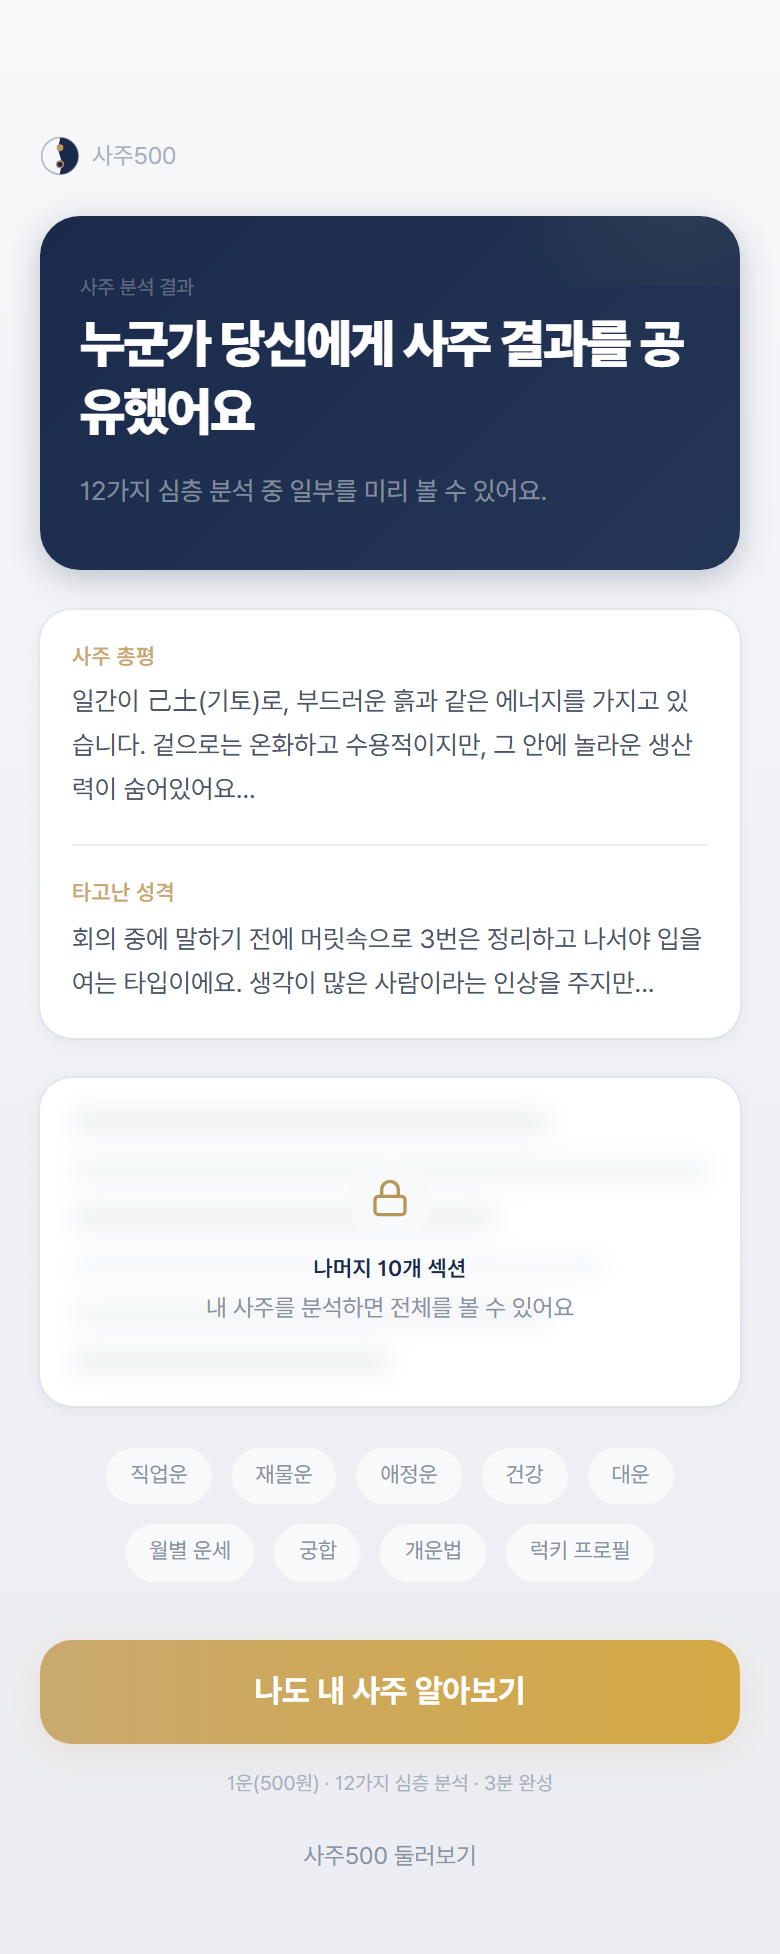 사주500
사주 분석 결과
누군가 당신에게 사주 결과를 공
유했어요
12가지 심층 분석 중 일부를 미리 볼 수 있어요.
사주 총평
일간이 己土(기토)로, 부드러운 흙과 같은 에너지를 가지고 있
습니다. 겉으로는 온화하고 수용적이지만, 그 안에 놀라운 생산
력이 숨어있어요...
타고난 성격
회의 중에 말하기 전에 머릿속으로 3번은 정리하고 나서야 입을
여는 타입이에요. 생각이 많은 사람이라는 인상을 주지만...
나머지 10개 섹션
내 사주를 분석하면 전체를 볼 수 있어요
직업운 재물운 애정운 건강 대운
월별 운세 궁합 개운법 럭키 프로필
나도 내 사주 알아보기
1운(500원) · 12가지 심층 분석 · 3분 완성
사주500 둘러보기